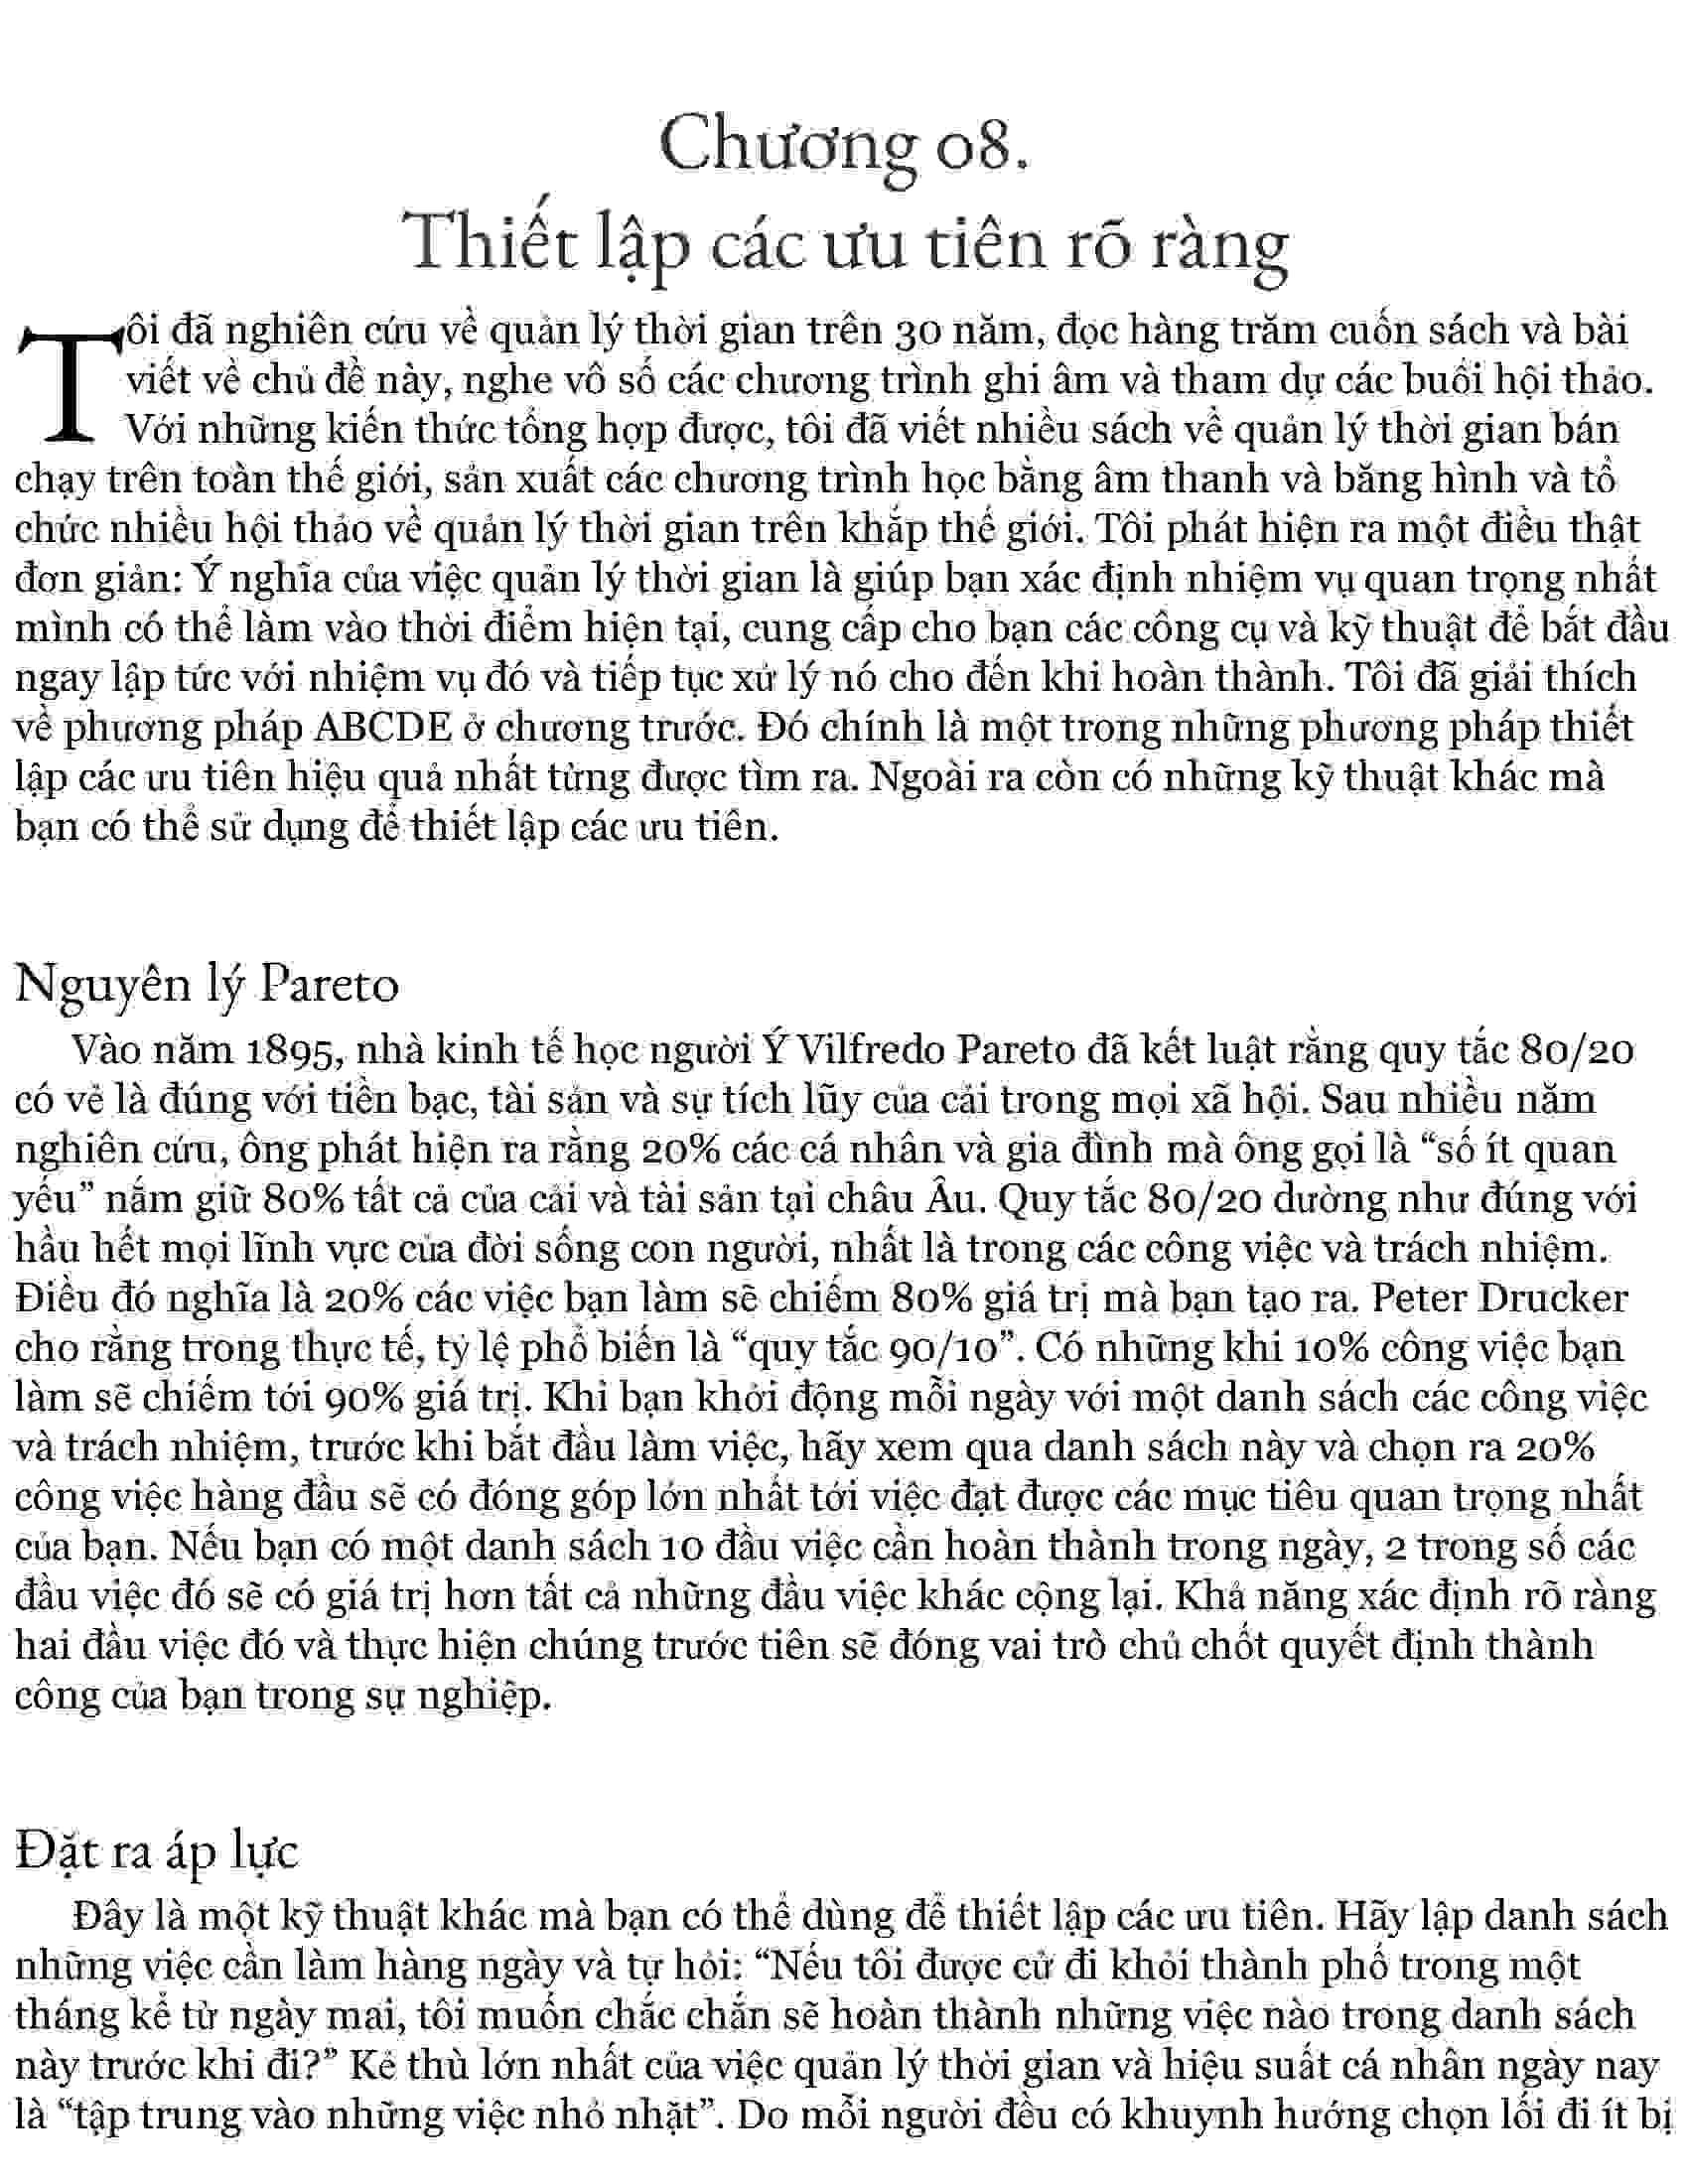 Chương 08.
Thiết lập các ưu tiên rõ ràng
Tôi đã nghiên cứu về quản lý thời gian trên 30 năm, đọc hàng trăm cuốn sách và bài
viết về chủ đề này, nghe vô số các chương trình ghi âm và tham dự các buổi hội thảo.
Với những kiến thức tổng hợp được, tôi đã viết nhiều sách về quản lý thời gian bán
chạy trên toàn thế giới, sản xuất các chương trình học bằng âm thanh và băng hình và tổ
chức nhiều hội thảo về quản lý thời gian trên khắp thế giới. Tôi phát hiện ra một điều thật
đơn giản: Ý nghĩa của việc quản lý thời gian là giúp bạn xác định nhiệm vụ quan trọng nhất
mình có thể làm vào thời điểm hiện tại, cung cấp cho bạn các công cụ và kỹ thuật để bắt đầu
ngay lập tức với nhiệm vụ đó và tiếp tục xử lý nó cho đến khi hoàn thành. Tôi đã giải thích
về phương pháp ABCDE ở chương trước. Đó chính là một trong những phương pháp thiết
lập các ưu tiên hiệu quả nhất từng được tìm ra. Ngoài ra còn có những kỹ thuật khác mà
bạn có thể sử dụng để thiết lập các ưu tiên.
Nguyên lý Pareto
Vào năm 1895, nhà kinh tế học người Ý Vilfredo Pareto đã kết luật rằng quy tắc 80/20
có vẻ là đúng với tiền bạc, tài sản và sự tích lũy của cải trong mọi xã hội. Sau nhiều năm
nghiên cứu, ông phát hiện ra rằng 20% các cá nhân và gia đình mà ông gọi là “số ít quan
yếu” nắm giữ 80% tất cả của cải và tài sản tại châu Âu. Quy tắc 80/20 dường như đúng với
hầu hết mọi lĩnh vực của đời sống con người, nhất là trong các công việc và trách nhiệm.
Điều đó nghĩa là 20% các việc bạn làm sẽ chiếm 80% giá trị mà bạn tạo ra. Peter Drucker
cho rằng trong thực tế, tỷ lệ phổ biến là “quy tắc 90/10”. Có những khi 10% công việc bạn
làm sẽ chiếm tới 90% giá trị. Khi bạn khởi động mỗi ngày với một danh sách các công việc
và trách nhiệm, trước khi bắt đầu làm việc, hãy xem qua danh sách này và chọn ra 20%
công việc hàng đầu sẽ có đóng góp lớn nhất tới việc đạt được các mục tiêu quan trọng nhất
của bạn. Nếu bạn có một danh sách 10 đầu việc cần hoàn thành trong ngày, 2 trong số các
đầu việc đó sẽ có giá trị hơn tất cả những đầu việc khác cộng lại. Khả năng xác định rõ ràng
hai đầu việc đó và thực hiện chúng trước tiên sẽ đóng vai trò chủ chốt quyết định thành
công của bạn trong sự nghiệp.
Đặt ra áp lực
Đây là một kỹ thuật khác mà bạn có thể dùng để thiết lập các ưu tiên. Hãy lập danh sách
những việc cần làm hàng ngày và tự hỏi: “Nếu tôi được cử đi khỏi thành phố trong một
tháng kể từ ngày mai, tôi muốn chắc chắn sẽ hoàn thành những việc nào trong danh sách
này trước khi đi?” Kẻ thù lớn nhất của việc quản lý thời gian và hiệu suất cá nhân ngày nay
là “tập trung vào những việc nhỏ nhặt”. Do mỗi người đều có khuynh hướng chọn lối đi ít bị